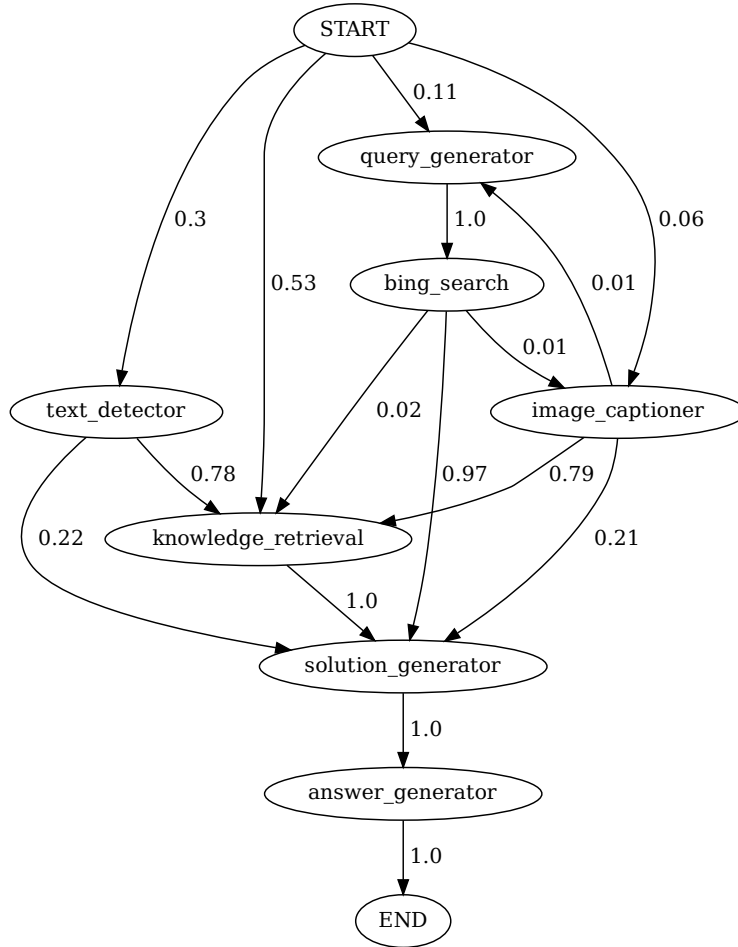 START
0.11
query_generator
0.3
1.0
0.06
0.53
bing_search
0.01
0.01
text_detector
0.02
image_captioner
0.78
0.97
0.79
0.22
knowledge_retrieval
0.21
1.0
solution_generator
1.0
answer_generator
1.0
END